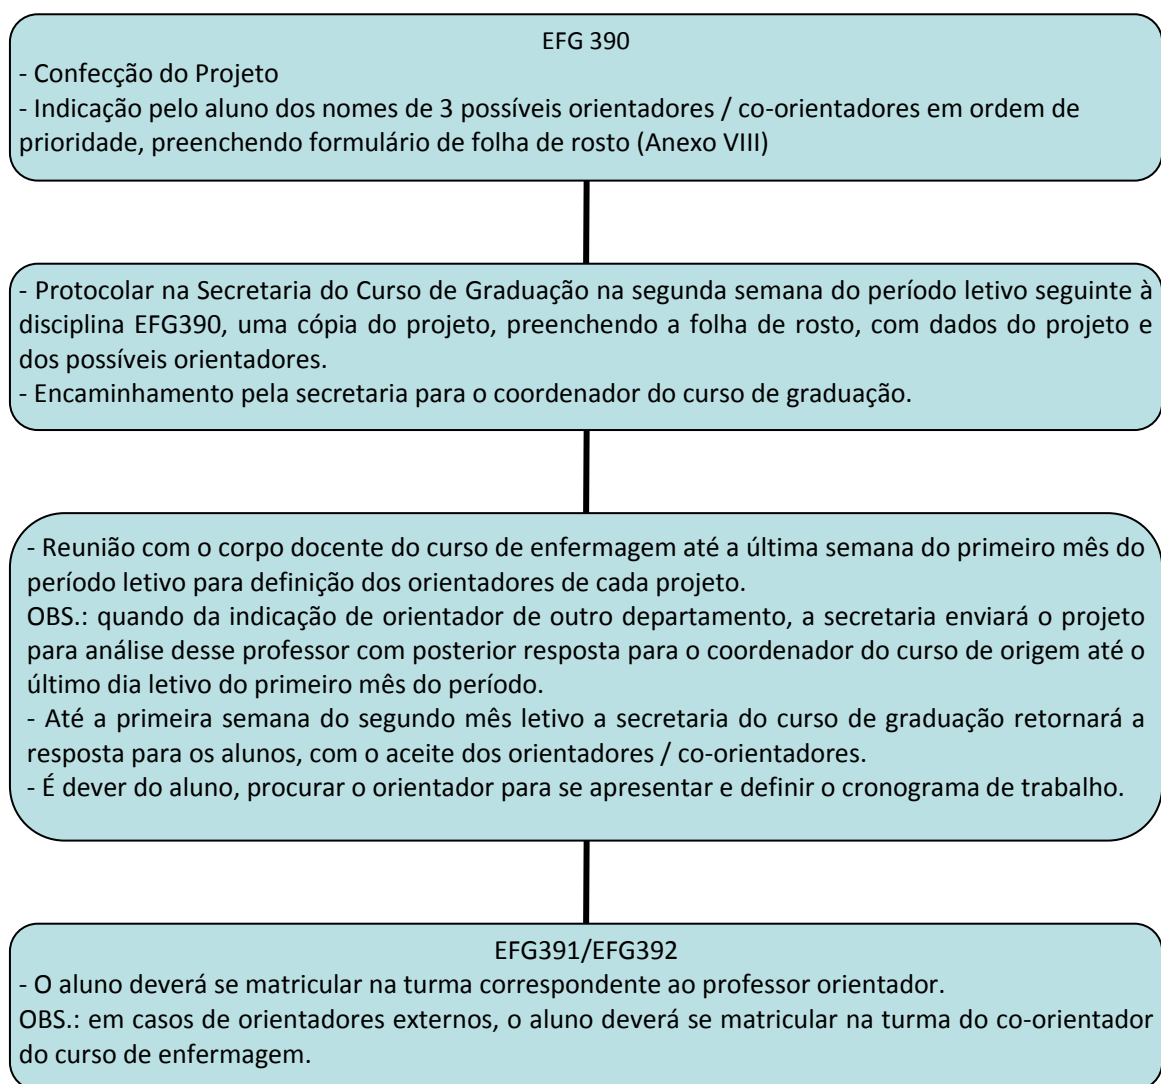 EFG 390
- Confecção do Projeto
- Indicação pelo aluno dos nomes de 3 possíveis orientadores / co-orientadores em ordem de
prioridade, preenchendo formulário de folha de rosto (Anexo VIII)
- Protocolar na Secretaria do Curso de Graduação na segunda semana do período letivo seguinte à
disciplina EFG390, uma cópia do projeto, preenchendo a folha de rosto, com dados do projeto e
dos possíveis orientadores.
- Encaminhamento pela secretaria para o coordenador do curso de graduação.
- Reunião com o corpo docente do curso de enfermagem até a última semana do primeiro mês do
período letivo para definição dos orientadores de cada projeto.
OBS.: quando da indicação de orientador de outro departamento, a secretaria enviará o projeto
para análise desse professor com posterior resposta para o coordenador do curso de origem até o
último dia letivo do primeiro mês do período.
- Até a primeira semana do segundo mês letivo a secretaria do curso de graduação retornará a
resposta para os alunos, com o aceite dos orientadores / co-orientadores.
- É dever do aluno, procurar o orientador para se apresentar e definir o cronograma de trabalho.
EFG391/EFG392
- O aluno deverá se matricular na turma correspondente ao professor orientador.
OBS.: em casos de orientadores externos, o aluno deverá se matricular na turma do co-orientador
do curso de enfermagem.